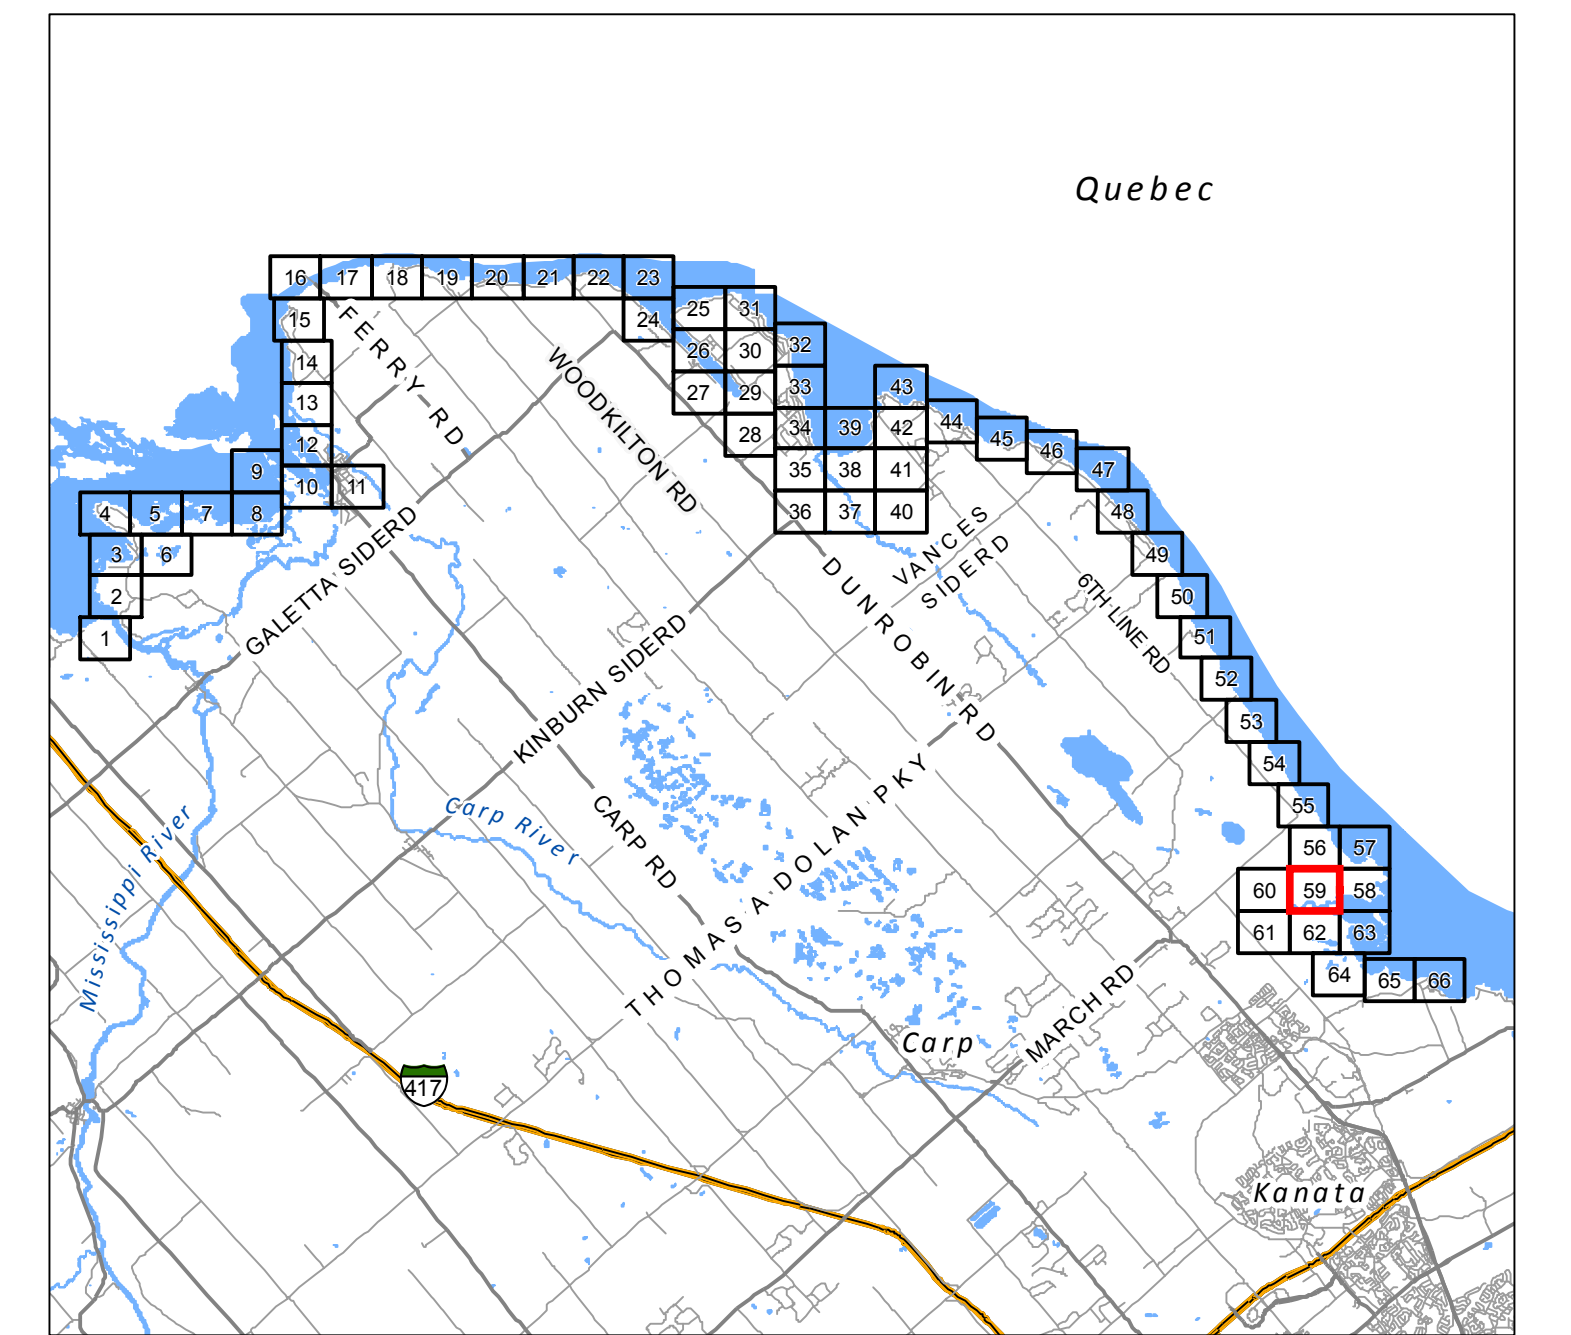 Quebec
16 17 18 19 20 21 22 23
15 24 25 31
14 26 30 32
13 27 29 33 43
12 28 34 39 42 44
9 10 11 35 38 41 45 46 47
4 5 7 8 36 37 40 48
3 6 49
2 50
1 51
52
53
54
55
56 57
60 59 58
61 62 63
64 65 66
FERRY RD
WOODKILTON RD
GALETTA SIDERD
VANCES
SIDERD
DUNROBIN RD
6TH LINE RD
KINBURN SIDERD
CARP RD
THOMAS A DOLAN PKY
Carp River
Mississippi River
MARCH RD
Carp
417
Kanata